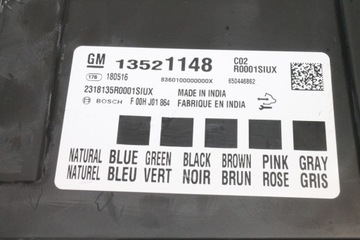 GM 13521148 C02
R0001SIUX
176 180516 8360100000000X 650446862
2318135R0001SIUX MADE IN INDIA
BOSCH F 00H J01 864 FABRIQUE EN INDIA
NATURAL BLUE GREEN BLACK BROWN PINK GRAY
NATUREL BLEU VERT NOIR BRUN ROSE GRIS